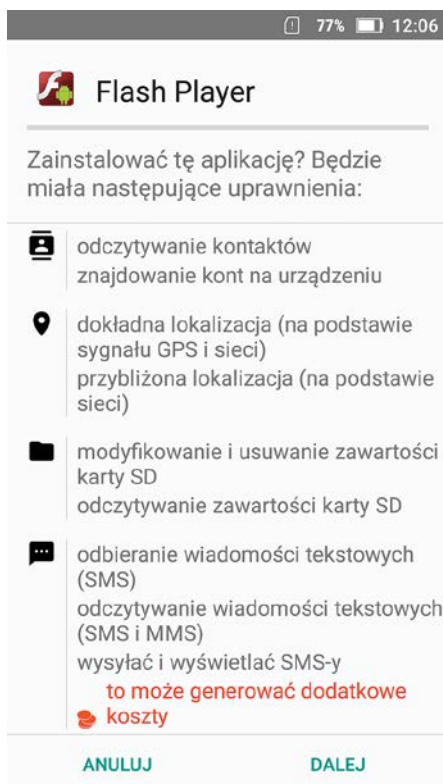 77% 12:06
Flash Player
Zainstalować tę aplikację? Będzie
miała następujące uprawnienia:
odczytywanie kontaktów
znajdowanie kont na urządzeniu
dokładna lokalizacja (na podstawie
sygnału GPS i sieci)
przybliżona lokalizacja (na podstawie
sieci)
modyfikowanie i usuwanie zawartości
karty SD
odczytywanie zawartości karty SD
odbieranie wiadomości tekstowych
(SMS)
odczytywanie wiadomości tekstowych
(SMS i MMS)
wysyłać i wyświetlać SMS-y
to może generować dodatkowe
koszty
ANULUJ DALEJ